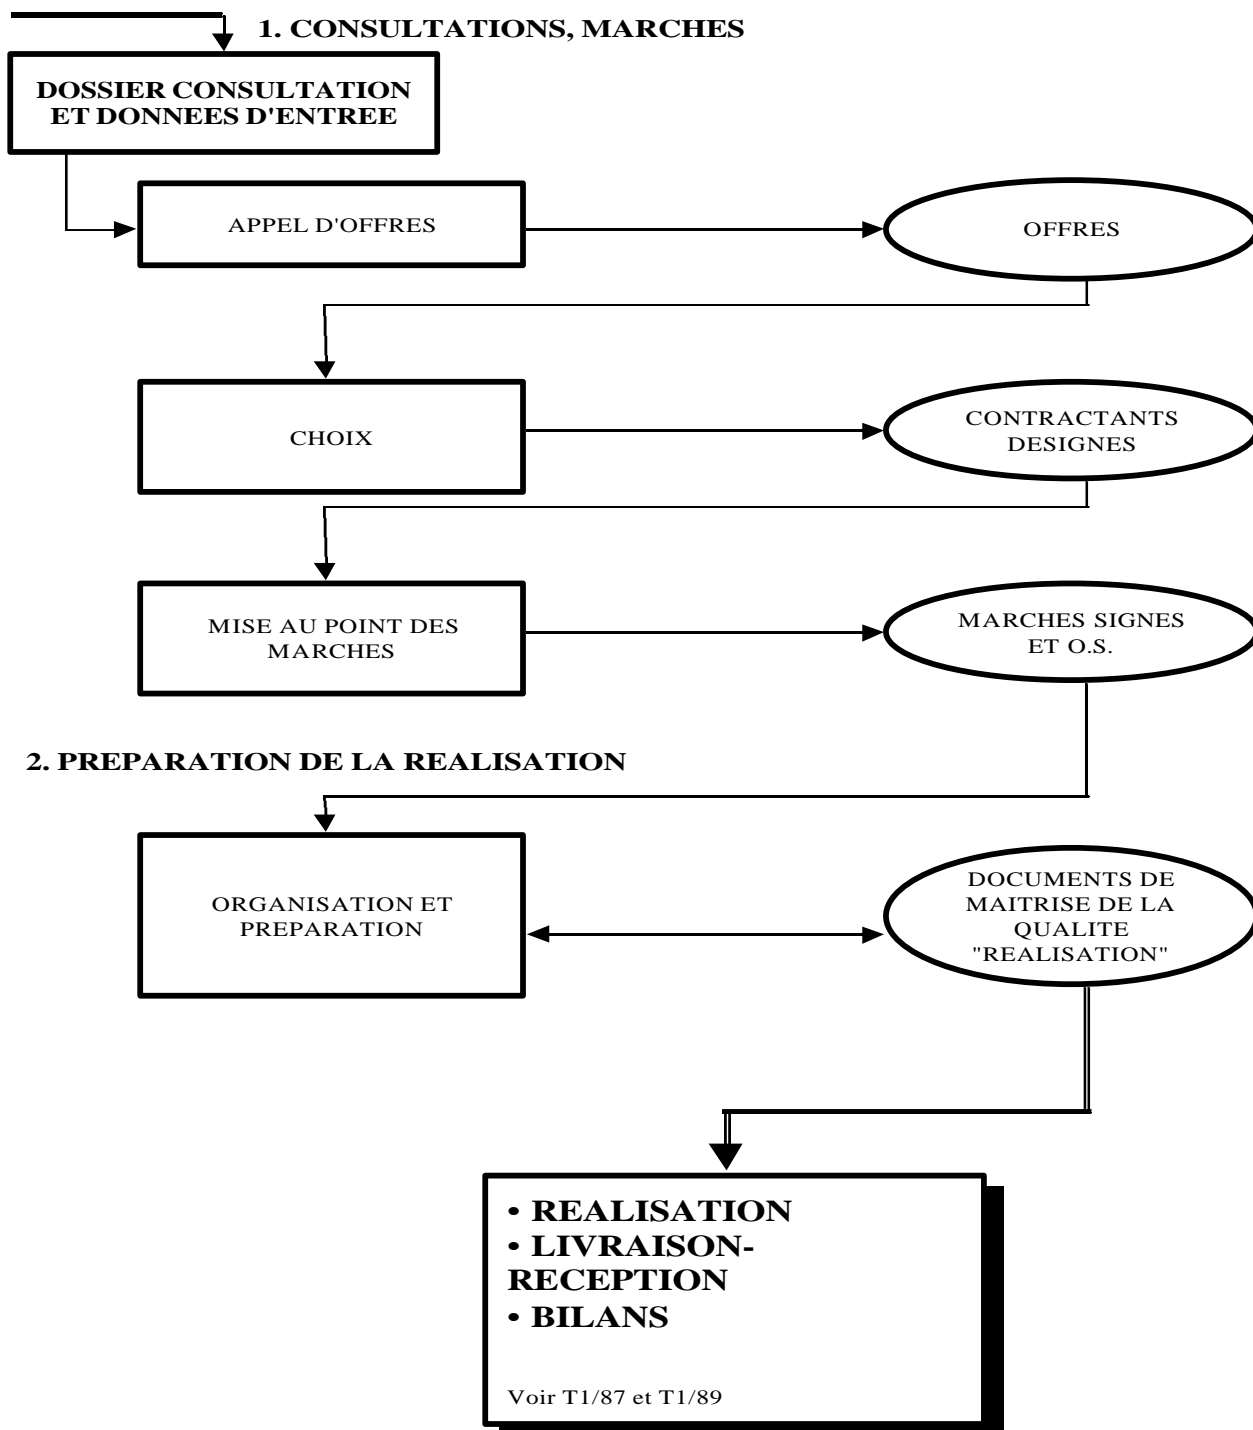 1. CONSULTATIONS, MARCHES
DOSSIER CONSULTATION
ET DONNEES D'ENTREE
APPEL D'OFFRES
OFFRES
CHOIX
CONTRACTANTS
DESIGNES
MISE AU POINT DES
MARCHES
MARCHES SIGNES
ET O.S.
2. PREPARATION DE LA REALISATION
ORGANISATION ET
PREPARATION
DOCUMENTS DE
MAITRISE DE LA
QUALITE
"REALISATION"
• REALISATION
• LIVRAISON-
RECEPTION
• BILANS
Voir T1/87 et T1/89